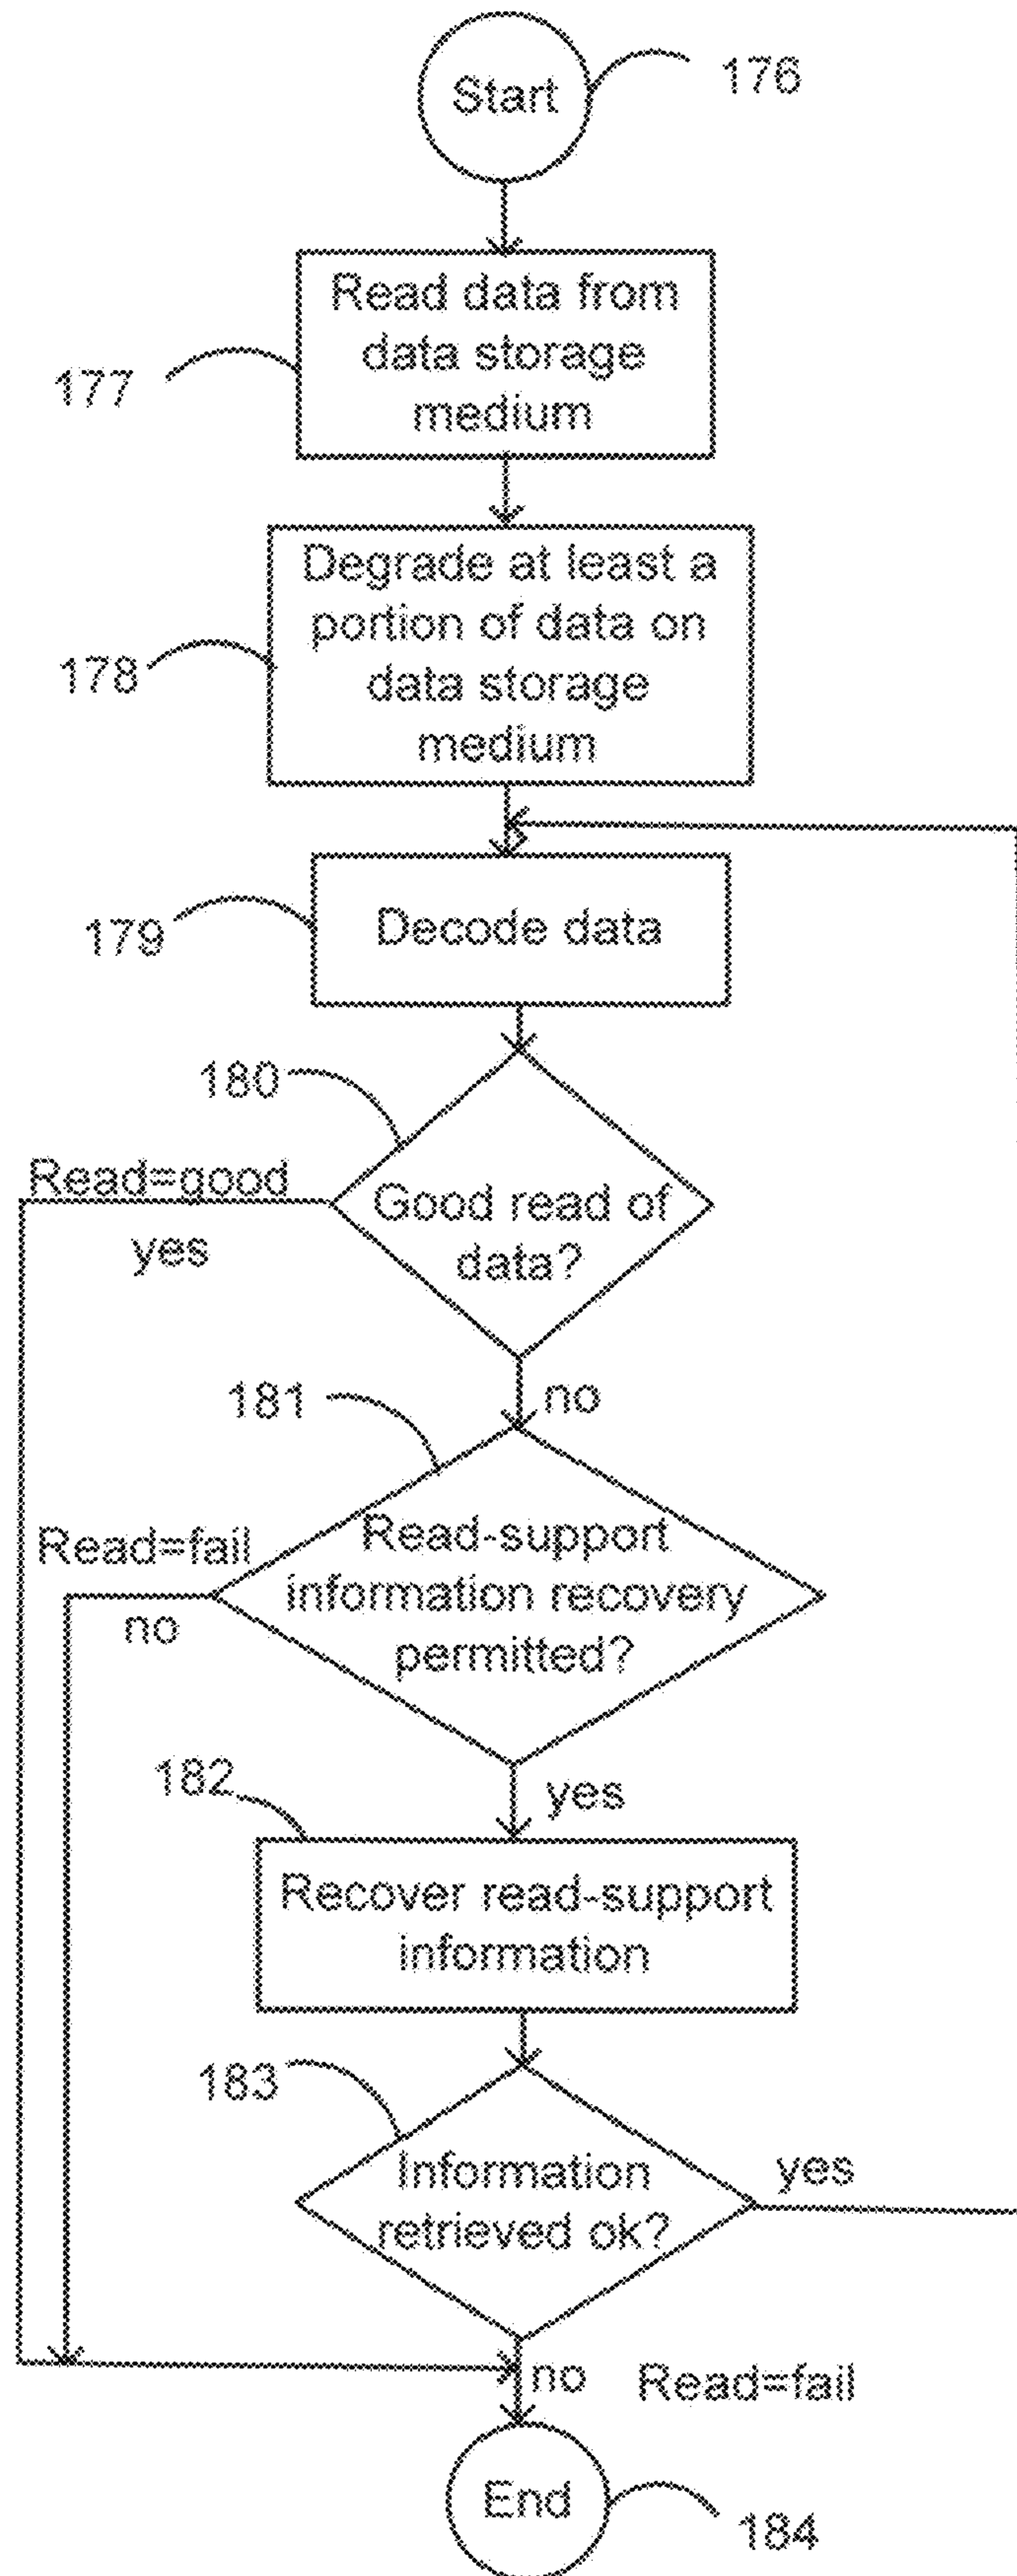 Start
176
Read data from
data storage
medium
177
Degrade at least a
portion of data on
data storage
medium
178
Decode data
179
180
Read=good
yes
Good read of
data?
no
181
Read=fail
no
Read-support
information recovery
permitted?
yes
182
Recover read-support
information
183
Information
retrieved ok?
yes
no
Read=fail
End
184